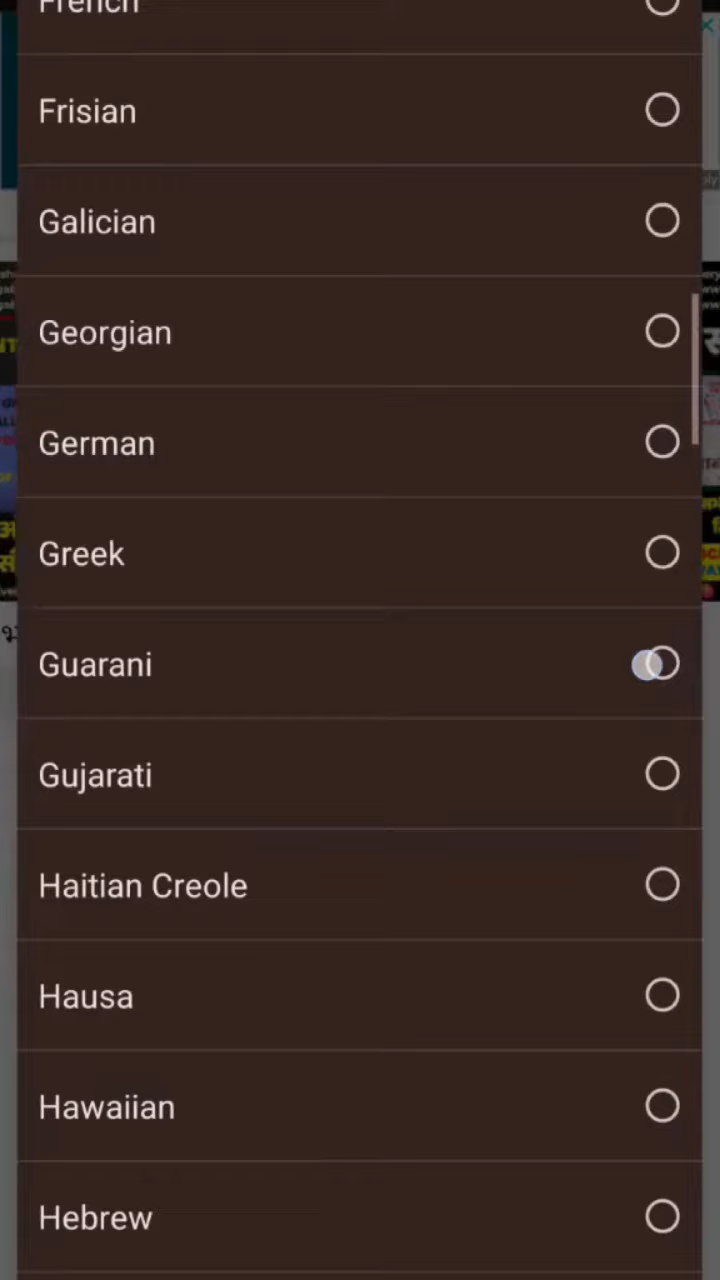 French
Frisian
Galician
Georgian
German
Greek
Guarani
Gujarati
Haitian Creole
Hausa
Hawaiian
Hebrew